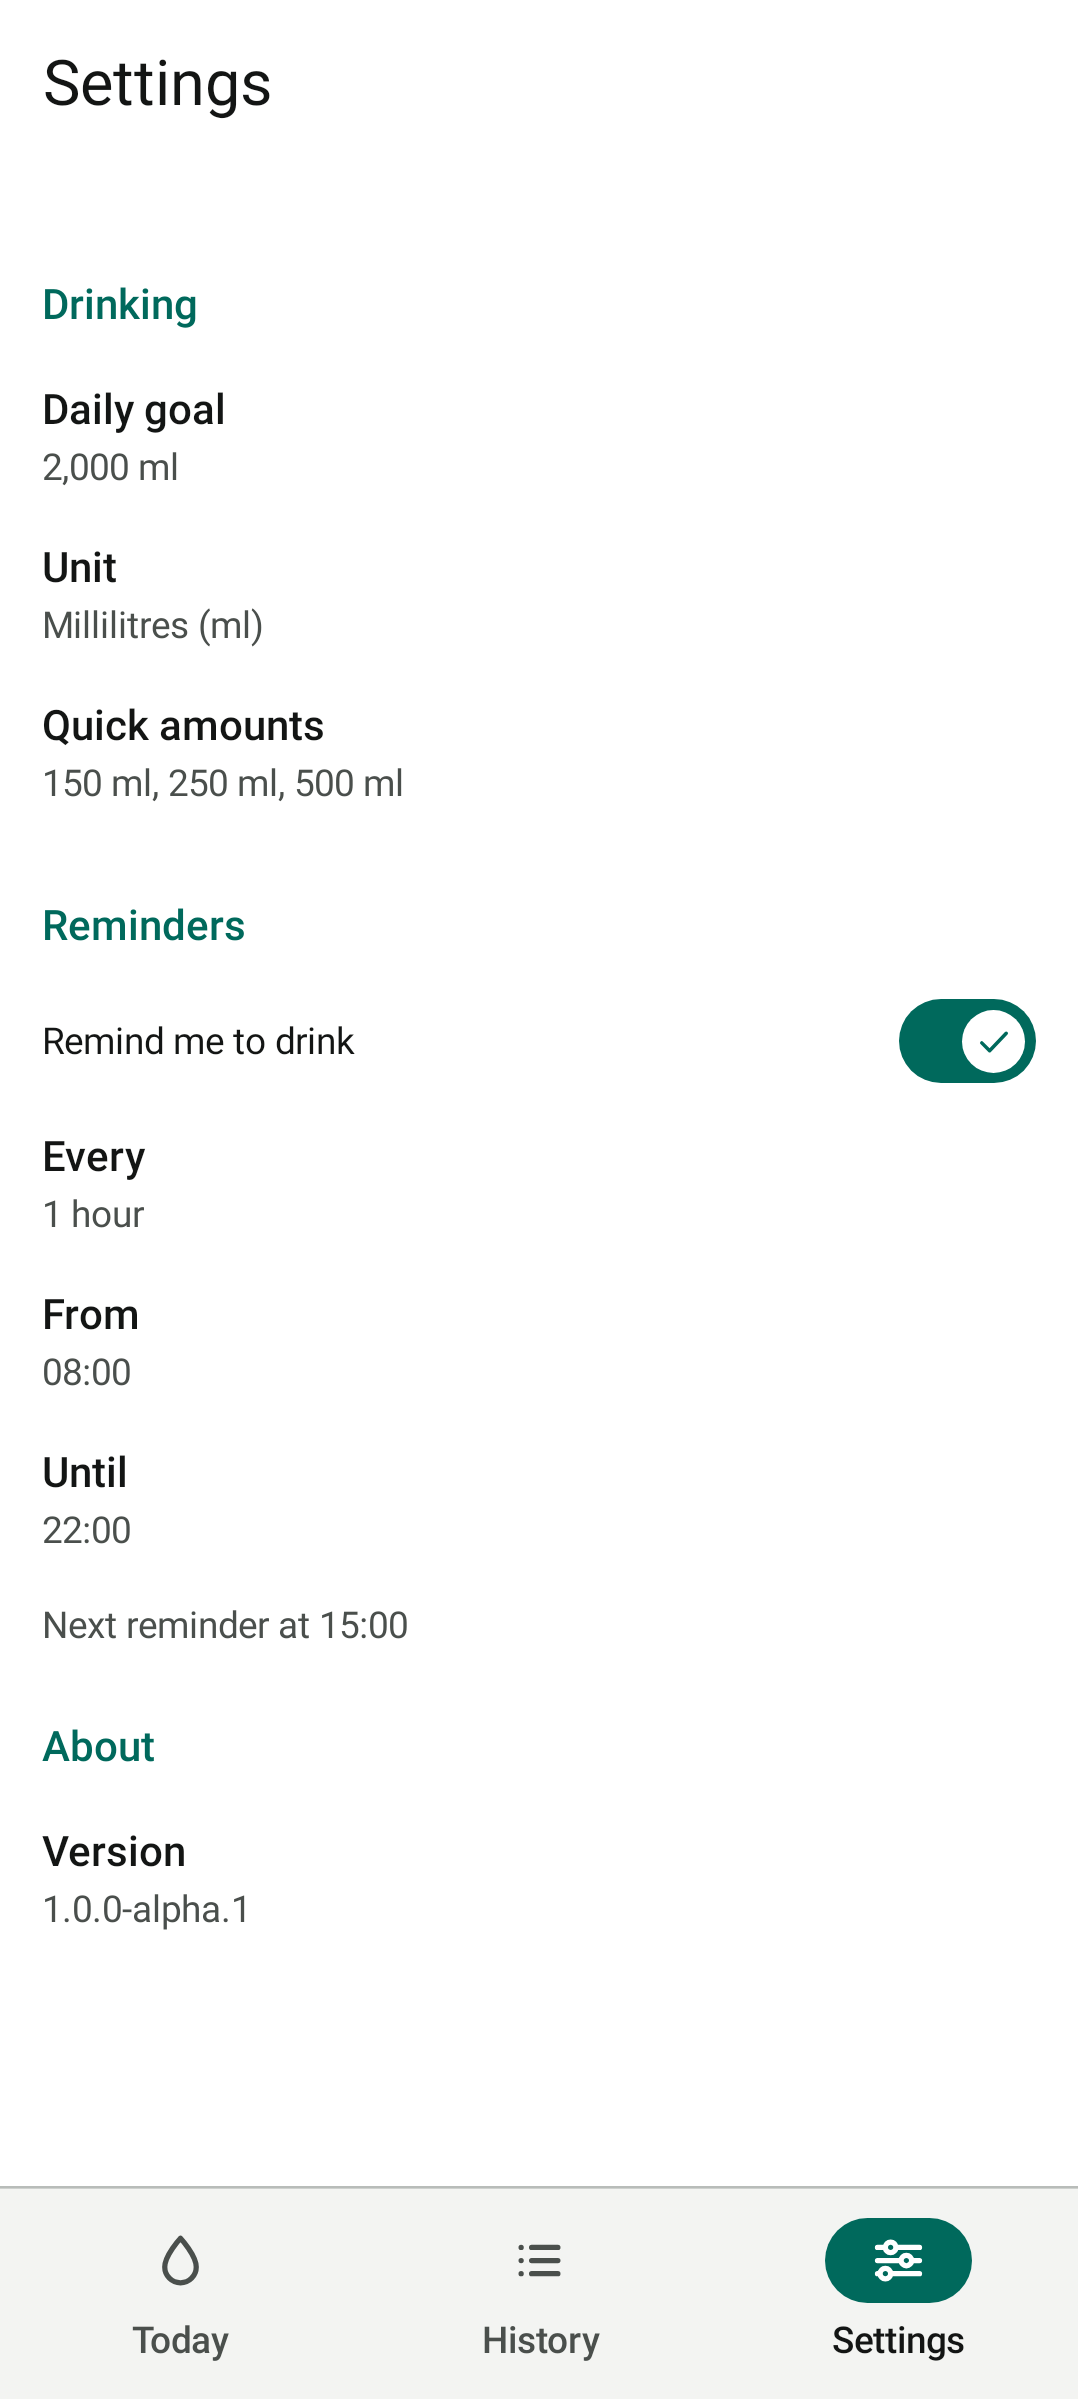 Settings
Drinking
Daily goal
2,000 ml
Unit
Millilitres (ml)
Quick amounts
150 ml, 250 ml, 500 ml
Reminders
Remind me to drink
Every
1 hour
From
08:00
Until
22:00
Next reminder at 15:00
About
Version
1.0.0-alpha.1
Today
History
Settings